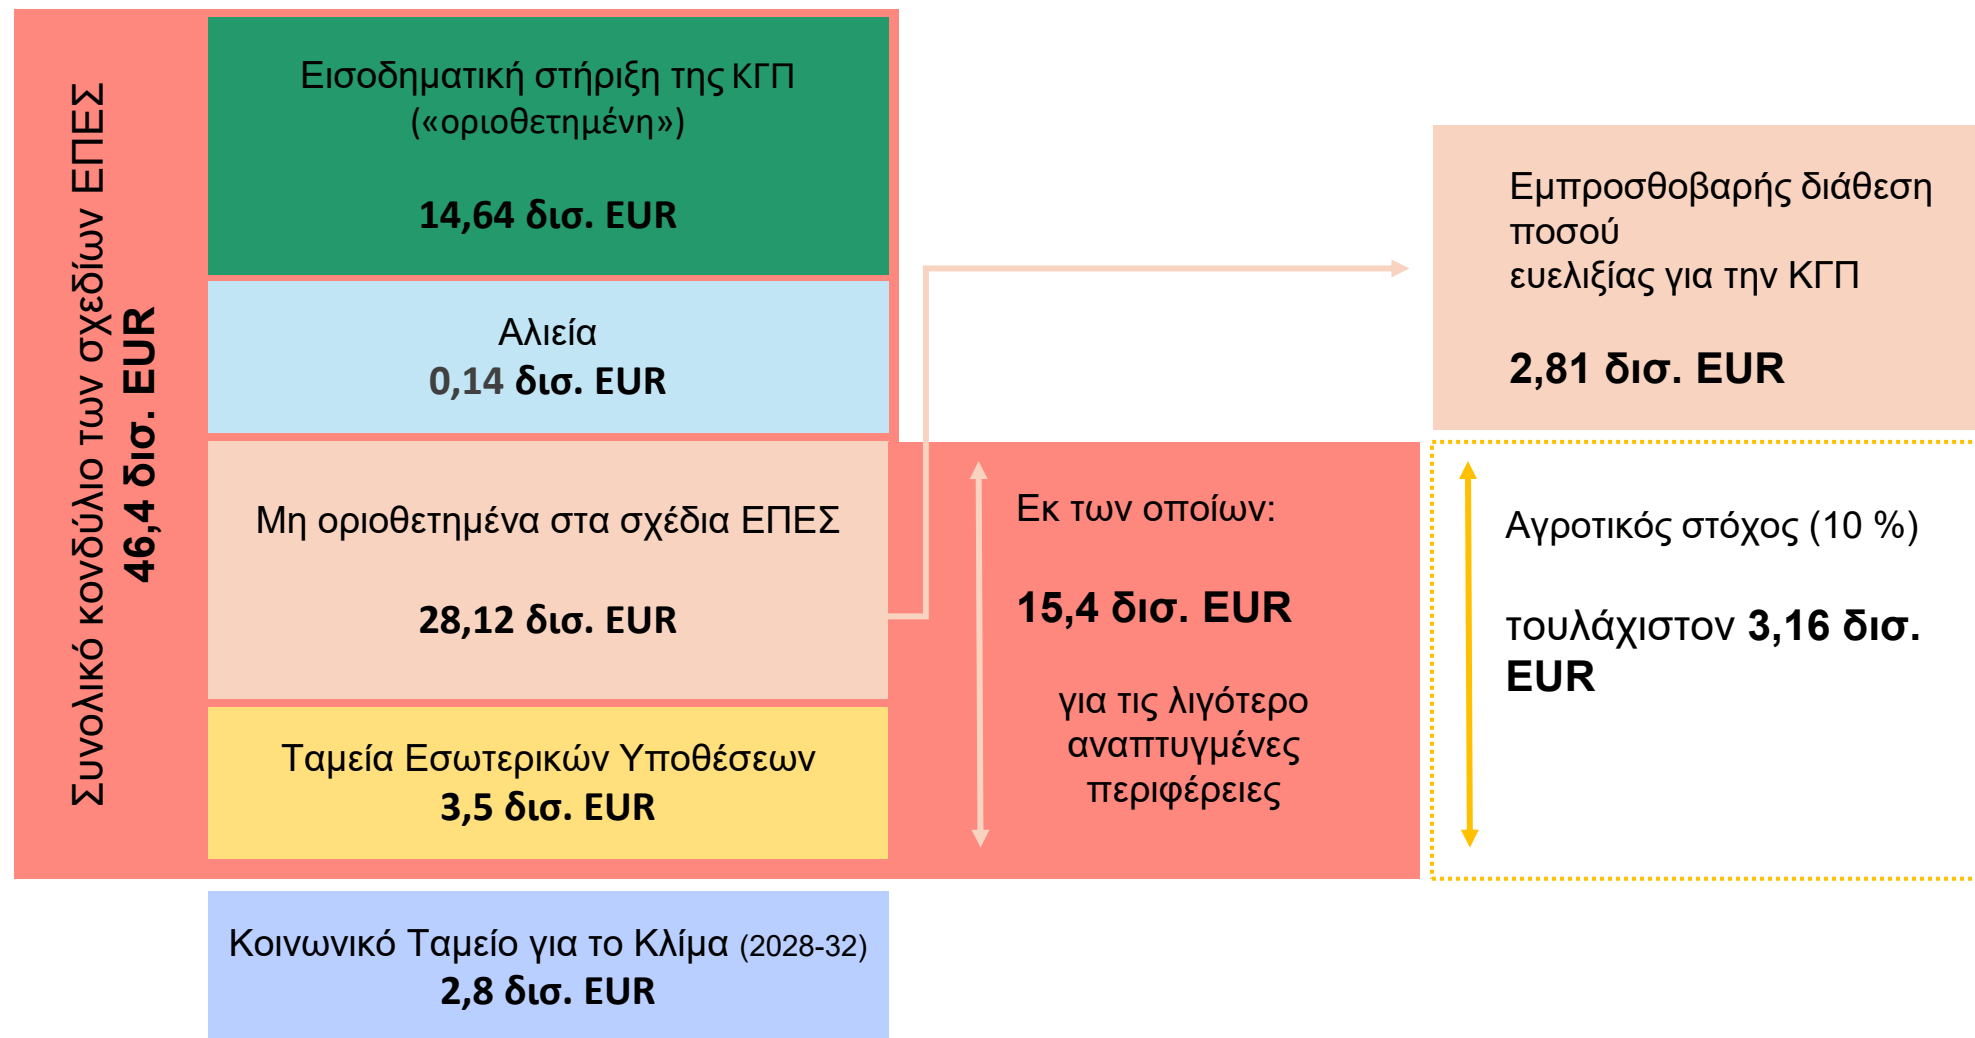 Συνολικό κονδύλιο των σχεδίων ΕΠΕΣ
46,4 δισ. EUR
Εισοδηματική στήριξη της ΚΓΠ
(«οριοθετημένη»)
14,64 δισ. EUR
Αλιεία
0,14 δισ. EUR
Μη οριοθετημένα στα σχέδια ΕΠΕΣ
28,12 δισ. EUR
Ταμεία Εσωτερικών Υποθέσεων
3,5 δισ. EUR
Κοινωνικό Ταμείο για το Κλίμα (2028-32)
2,8 δισ. EUR
Εκ των οποίων:
15,4 δισ. EUR
για τις λιγότερο
αναπτυγμένες
περιφέρειες
Εμπροσθοβαρής διάθεση
ποσού
ευελιξίας για την ΚΓΠ
2,81 δισ. EUR
Αγροτικός στόχος (10 %)
τουλάχιστον 3,16 δισ.
EUR